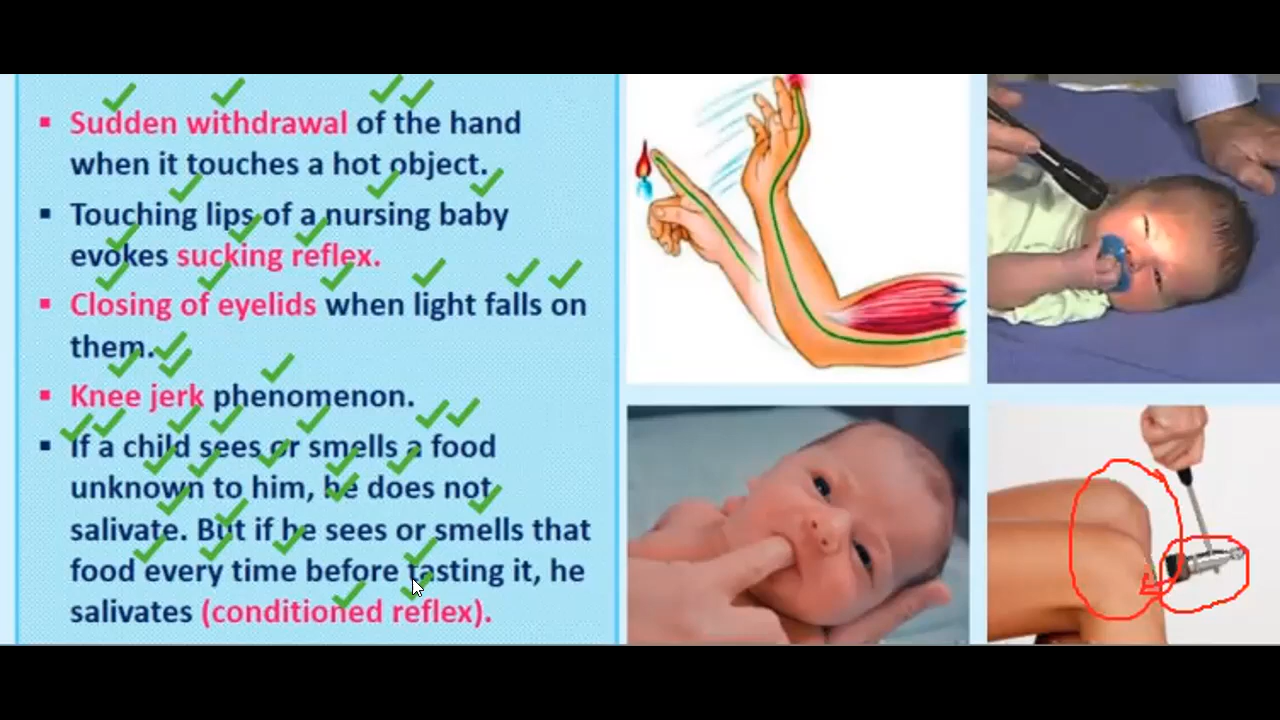 ▪ Sudden withdrawal of the hand
when it touches a hot object.
▪ Touching lips of a nursing baby
evokes sucking reflex.
▪ Closing of eyelids when light falls on
them.
▪ Knee jerk phenomenon.
▪ If a child sees or smells a food
unknown to him, he does not
salivate. But if he sees or smells that
food every time before tasting it, he
salivates (conditioned reflex).